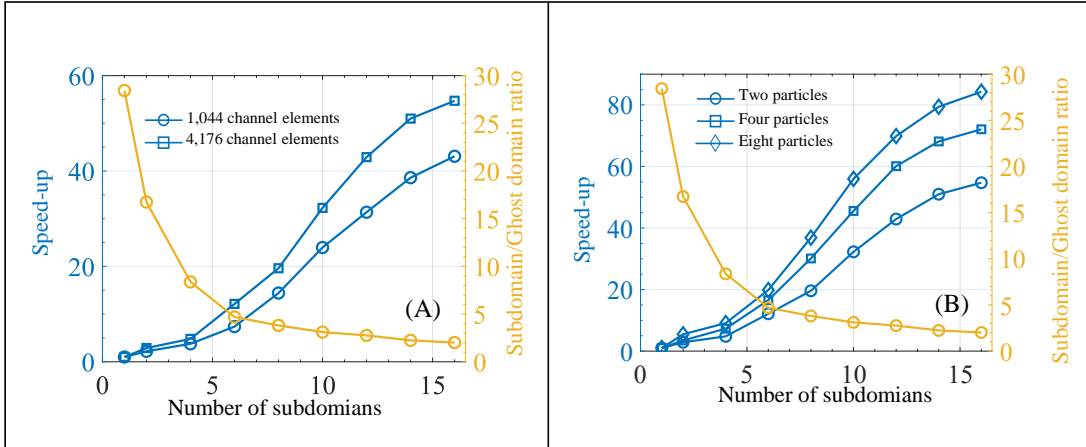 60
40
20
0
Speed-up
1,044 channel elements
4,176 channel elements
(A)
30
25
20
15
10
5
0
Subdomain/Ghost domain ratio
0
5
10
15
Number of subdomians
80
60
40
20
0
Speed-up
Two particles
Four particles
Eight particles
(B)
30
25
20
15
10
5
0
Subdomain/Ghost domain ratio
0
5
10
15
Number of subdomians